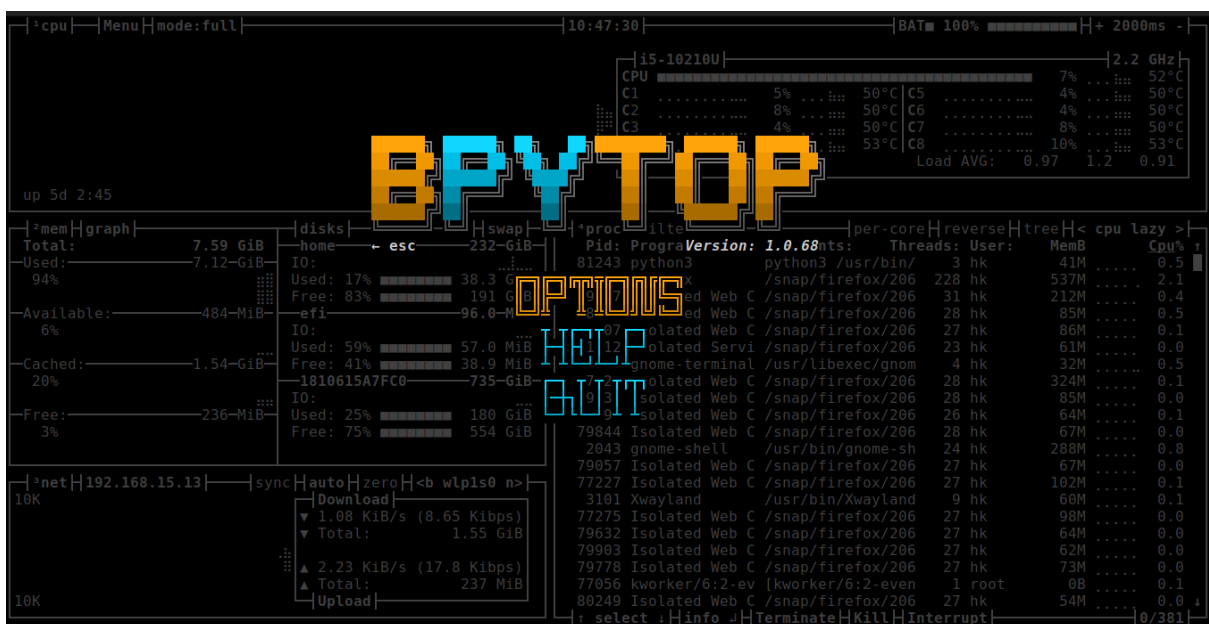 ¹cpu Menu mode:full 10:47:30 BAT■ 100% + 2000ms -
i5-10210U 2.2 GHz
CPU 7% 52°C
C1 5% 50°C C5 4% 50°C
C2 8% 50°C C6 4% 50°C
C3 4% 50°C C7 8% 50°C
53°C C8 10% 53°C
Load AVG: 0.97 1.2 0.91
BPYTOP
up 5d 2:45
²mem graph
Total: 7.59 GiB
Used: 7.12 GiB
94%
Available: 484 MiB
6%
Cached: 1.54 GiB
20%
Free: 236 MiB
3%
disks swap
home 232 GiB
← esc
IO:
Used: 17% 38.3 G
Free: 83% 191 G
efi 96.0 M
IO:
Used: 59% 57.0 MiB
Free: 41% 38.9 MiB
1810615A7FC0 735 GiB
IO:
Used: 25% 180 GiB
Free: 75% 554 GiB
Version: 1.0.68
OPTIONS
HELP
QUIT
⁴proc ilte per-core reverse tree < cpu lazy >
Pid: Progra nts: Threads: User: MemB Cpu% ↑
81243 python3 python3 /usr/bin/ 3 hk 41M 0.5
x /snap/firefox/206 228 hk 537M 2.1
ed Web C /snap/firefox/206 31 hk 212M 0.4
ed Web C /snap/firefox/206 28 hk 85M 0.5
07 olated Web C /snap/firefox/206 27 hk 86M 0.1
12 olated Servi /snap/firefox/206 23 hk 61M 0.0
gnome-terminal /usr/libexec/gnom 4 hk 32M 0.5
olated Web C /snap/firefox/206 28 hk 324M 0.1
olated Web C /snap/firefox/206 28 hk 85M 0.0
solated Web C /snap/firefox/206 26 hk 64M 0.1
79844 Isolated Web C /snap/firefox/206 28 hk 67M 0.0
2043 gnome-shell /usr/bin/gnome-sh 24 hk 288M 0.8
79057 Isolated Web C /snap/firefox/206 27 hk 67M 0.0
77227 Isolated Web C /snap/firefox/206 27 hk 102M 0.1
3101 Xwayland /usr/bin/Xwayland 9 hk 60M 0.1
77275 Isolated Web C /snap/firefox/206 27 hk 98M 0.0
79632 Isolated Web C /snap/firefox/206 27 hk 64M 0.0
79903 Isolated Web C /snap/firefox/206 27 hk 62M 0.0
79778 Isolated Web C /snap/firefox/206 27 hk 73M 0.0
77056 kworker/6:2-ev [kworker/6:2-even 1 root 0B 0.1
80249 Isolated Web C /snap/firefox/206 27 hk 54M 0.0 ↓
↑ select ↓ info ↲ Terminate Kill Interrupt 0/381
³net 192.168.15.13 sync auto zero <b wlp1s0 n>
10K
Download
▼ 1.08 KiB/s (8.65 Kibps)
▼ Total: 1.55 GiB
▲ 2.23 KiB/s (17.8 Kibps)
▲ Total: 237 MiB
Upload
10K